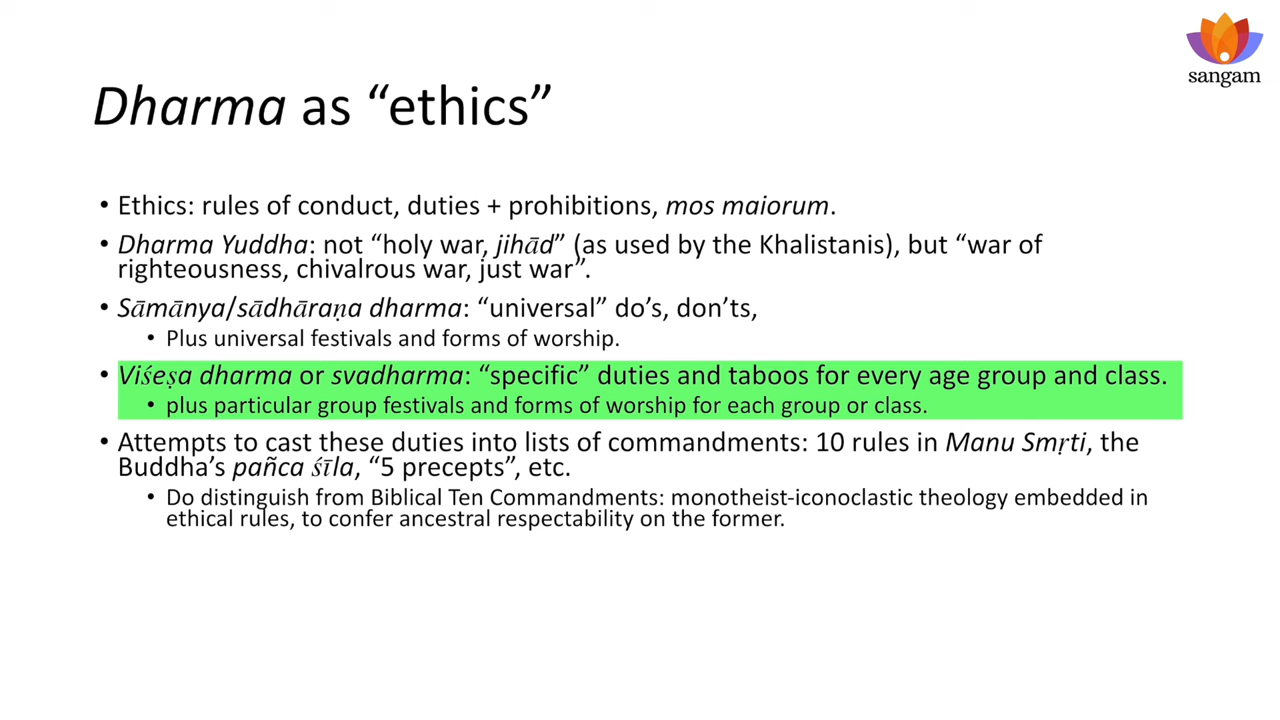 sangam
Dharma as “ethics”
• Ethics: rules of conduct, duties + prohibitions, mos maiorum.
• Dharma Yuddha: not “holy war, jihād” (as used by the Khalistanis), but “war of
righteousness, chivalrous war, just war”.
• Sāmānya/sādhāraṇa dharma: “universal” do’s, don’ts,
• Plus universal festivals and forms of worship.
• Viśeṣa dharma or svadharma: “specific” duties and taboos for every age group and class.
• plus particular group festivals and forms of worship for each group or class.
• Attempts to cast these duties into lists of commandments: 10 rules in Manu Smṛti, the
Buddha’s pañca śīla, “5 precepts”, etc.
• Do distinguish from Biblical Ten Commandments: monotheist-iconoclastic theology embedded in
ethical rules, to confer ancestral respectability on the former.